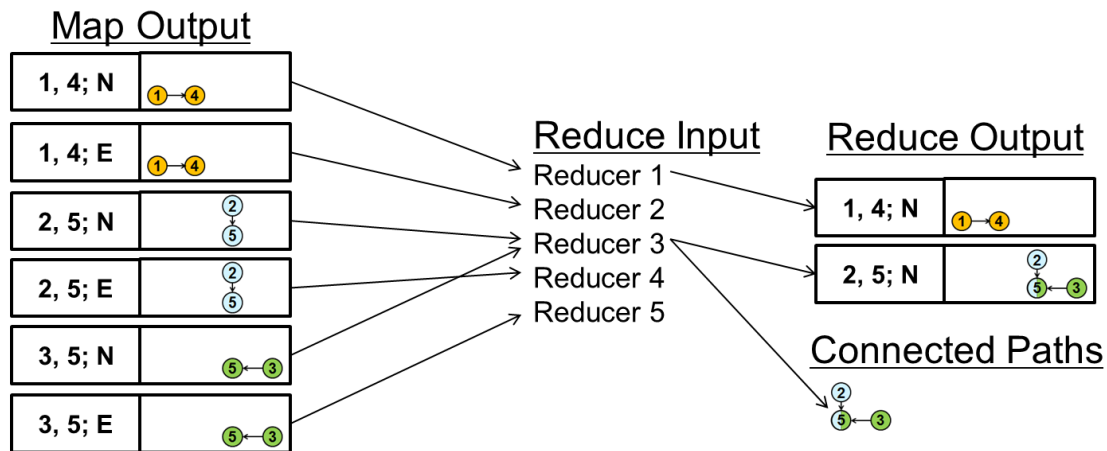 Map Output
1, 4; N
1 4
1, 4; E
1 4
2, 5; N
2
5
2, 5; E
2
5
3, 5; N
5 3
3, 5; E
5 3
Reduce Input
Reducer 1
Reducer 2
Reducer 3
Reducer 4
Reducer 5
Reduce Output
1, 4; N
1 4
2, 5; N
2
5 3
Connected Paths
2
5 3